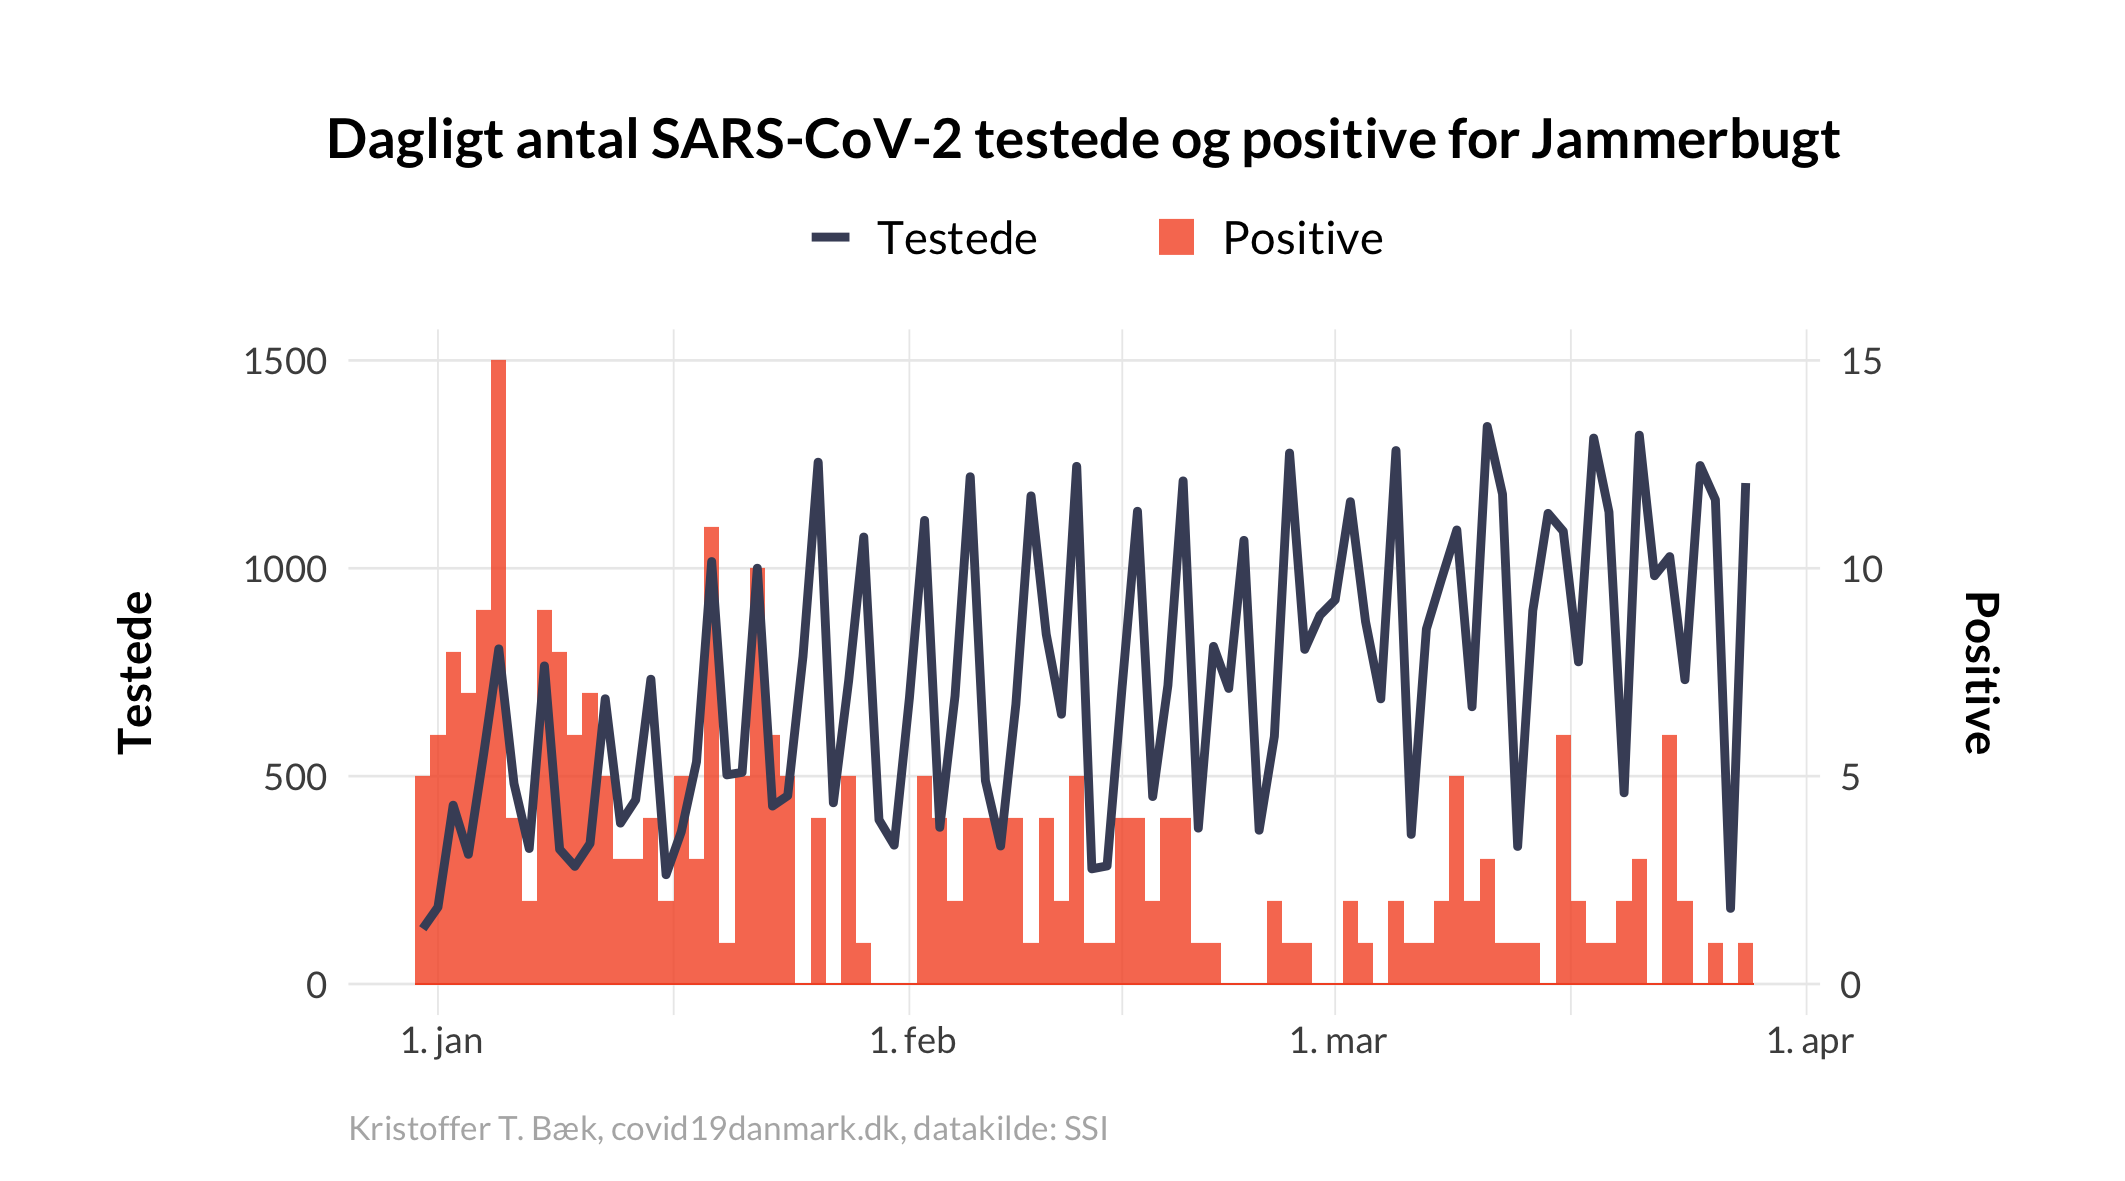 Dagligt antal SARS-CoV-2 testede og positive for Jammerbugt
Testede
Positive
1500
1000
500
0
15
10
5
0
Testede
Positive
1. jan
1. feb
1. mar
1. apr
Kristoffer T. Bæk, covid19danmark.dk, datakilde: SSI